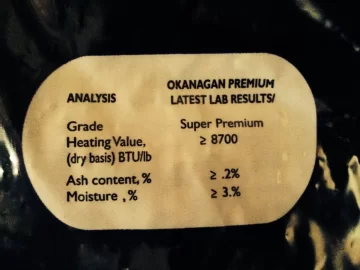 OKANAGAN PREMIUM
ANALYSIS LATEST LAB RESULTS/
Grade Super Premium
Heating Value, ≥ 8700
(dry basis) BTU/lb
Ash content, % ≥ .2%
Moisture , % ≥ 3.%